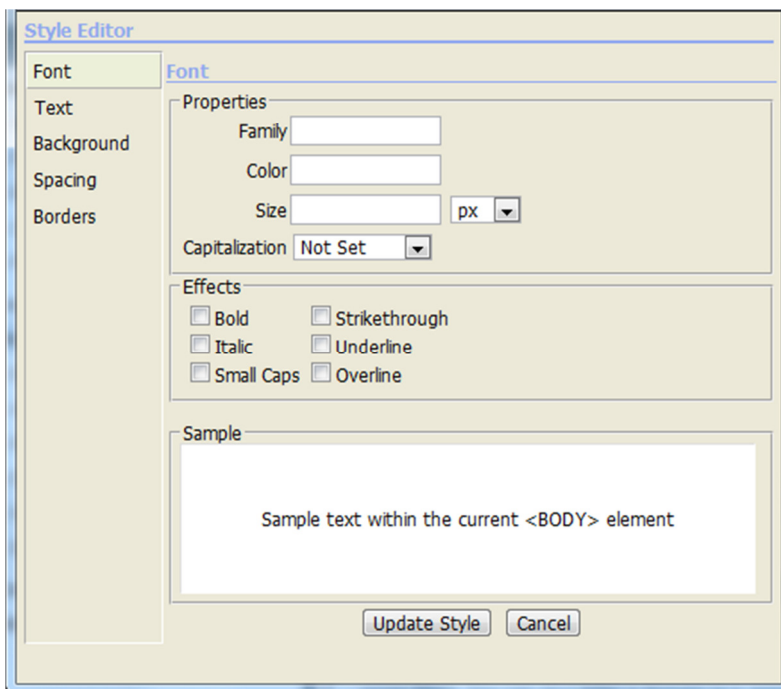 Style Editor
Font
Text
Background
Spacing
Borders
Font
Properties
Family
Color
Size px
Capitalization Not Set
Effects
Bold Strikethrough
Italic Underline
Small Caps Overline
Sample
Sample text within the current <BODY> element
Update Style Cancel